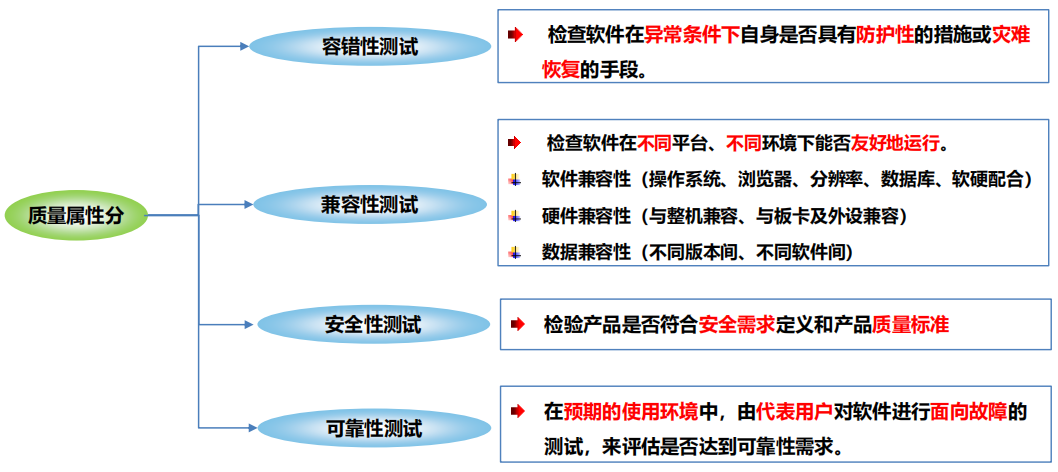 质量属性分
容错性测试
检查软件在异常条件下自身是否具有防护性的措施或灾难
恢复的手段。
兼容性测试
检查软件在不同平台、不同环境下能否友好地运行。
软件兼容性（操作系统、浏览器、分辨率、数据库、软硬配合）
硬件兼容性（与整机兼容、与板卡及外设兼容）
数据兼容性（不同版本间、不同软件间）
安全性测试
检验产品是否符合安全需求定义和产品质量标准
可靠性测试
在预期的使用环境中，由代表用户对软件进行面向故障的
测试，来评估是否达到可靠性需求。